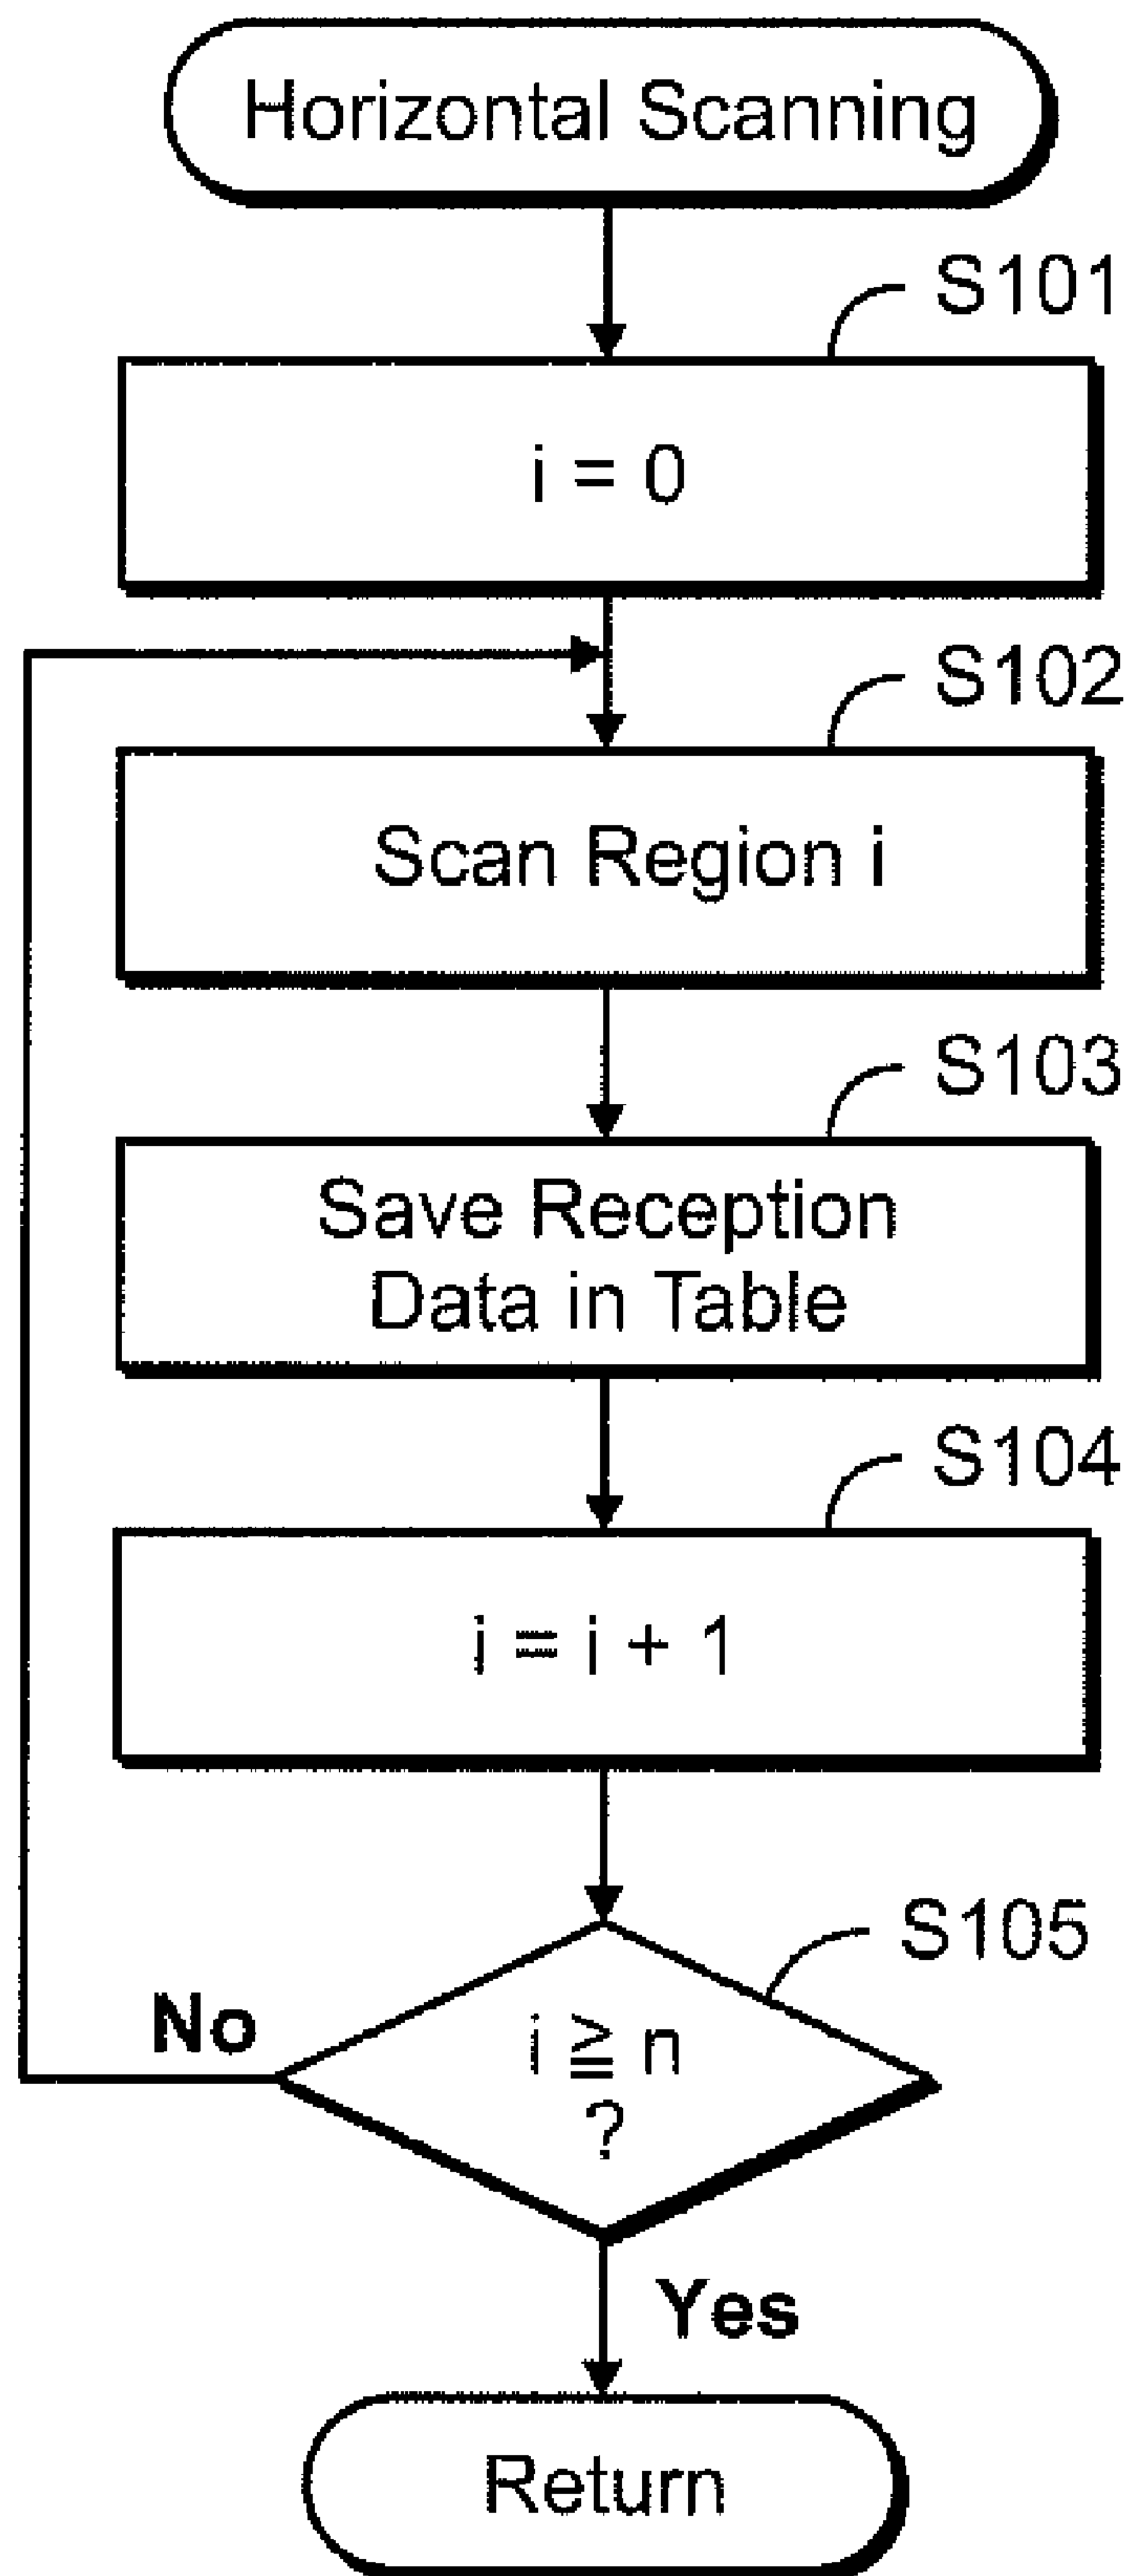 Horizontal Scanning
S101
i = 0
S102
Scan Region i
S103
Save Reception
Data in Table
S104
i = i + 1
S105
No
i ≧ n
?
Yes
Return